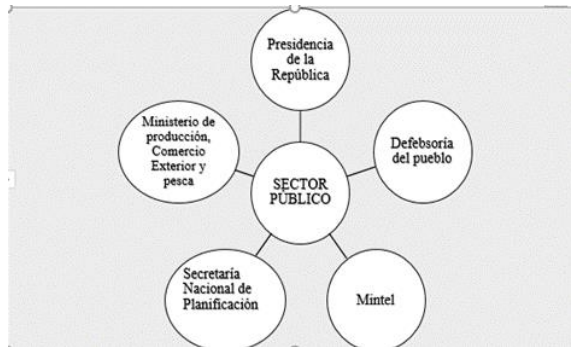 Presidencia
de la
República
Ministerio de
producción,
Comercio
Exterior y
pesca
Defebsoría
del pueblo
SECTOR
PÚBLICO
Secretaría
Nacional de
Planificación
Mintel